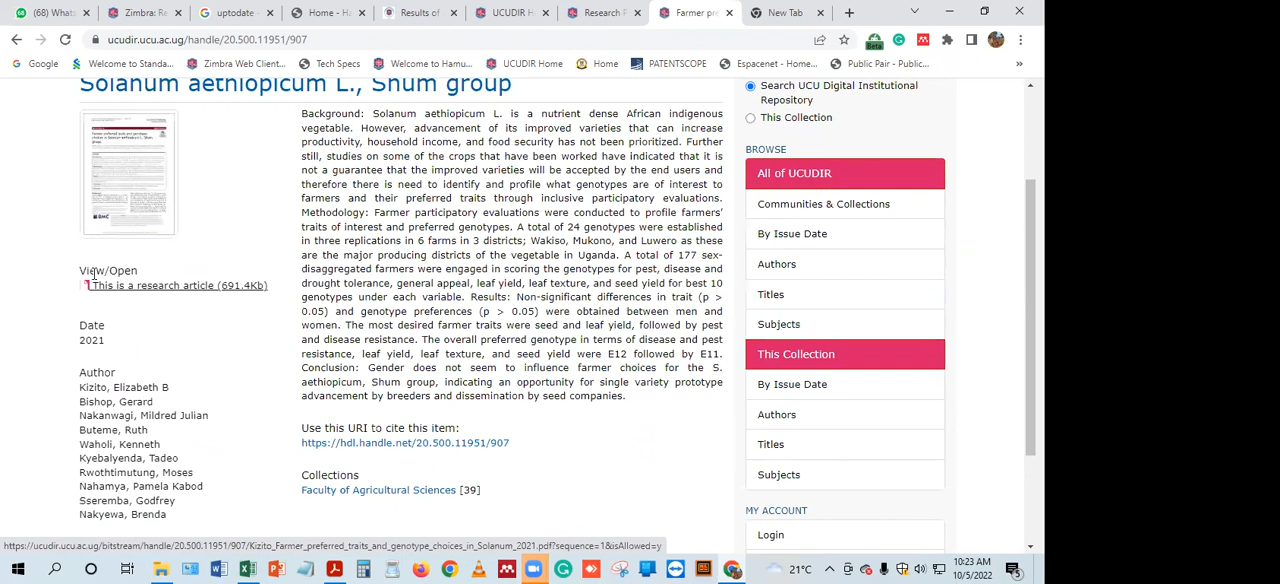 (68) Whats
Zimbra: Re
uptodate -
Home - Ha
Results of
UCUDIR H
Research P
Farmer pre
New Tab
ucudir.ucu.ac.ug/handle/20.500.11951/907
Beta
Google
Welcome to Standa...
Zimbra Web Client...
Tech Specs
Welcome to Hamu...
UCUDIR Home
Home
PATENTSCOPE
Espacenet - Home...
Public Pair - Public...
»
Solanum aethiopicum L., Shum group
BMC
View/Open
This is a research article (691.4Kb)
Date
2021
Author
Kizito, Elizabeth B
Bishop, Gerard
Nakanwagi, Mildred Julian
Buteme, Ruth
Waholi, Kenneth
Kyebalyenda, Tadeo
Rwothtimutung, Moses
Nahamya, Pamela Kabod
Sseremba, Godfrey
Nakyewa, Brenda
Background: Solanum aethiopicum L. is a nutrient dense African indigenous
vegetable. However, advancement of its improved varieties that can increase
productivity, household income, and food security has not been prioritized. Further
still, studies on some of the crops that have been worked have indicated that it is
not a guarantee that the improved varieties will be accepted by the end users and
therefore there is need to identify and profile what genotypes are of interest to
farmers and their preferred traits through inclusive participatory evaluations.
Methodology: Farmer participatory evaluations were conducted to profile farmers'
traits of interest and preferred genotypes. A total of 24 genotypes were established
in three replications in 6 farms in 3 districts; Wakiso, Mukono, and Luwero as these
are the major producing districts of the vegetable in Uganda. A total of 177 sex-
disaggregated farmers were engaged in scoring the genotypes for pest, disease and
drought tolerance, general appeal, leaf yield, leaf texture, and seed yield for best 10
genotypes under each variable. Results: Non-significant differences in trait (p >
0.05) and genotype preferences (p > 0.05) were obtained between men and
women. The most desired farmer traits were seed and leaf yield, followed by pest
and disease resistance. The overall preferred genotype in terms of disease and pest
resistance, leaf yield, leaf texture, and seed yield were E12 followed by E11.
Conclusion: Gender does not seem to influence farmer choices for the S.
aethiopicum, Shum group, indicating an opportunity for single variety prototype
advancement by breeders and dissemination by seed companies.
Use this URI to cite this item:
https://hdl.handle.net/20.500.11951/907
Collections
Faculty of Agricultural Sciences [39]
Search UCU Digital Institutional
Repository
This Collection
BROWSE
All of UCUDIR
Communities & Collections
By Issue Date
Authors
Titles
Subjects
This Collection
By Issue Date
Authors
Titles
Subjects
MY ACCOUNT
Login
https://ucudir.ucu.ac.ug/bitstream/handle/20.500.11951/907/Kizito_Farmer_preferred_traits_and_genotype_choices_in_Solanum_2021.pdf?sequence=1&isAllowed=y
21°C
10:23 AM
10/5/2022
5